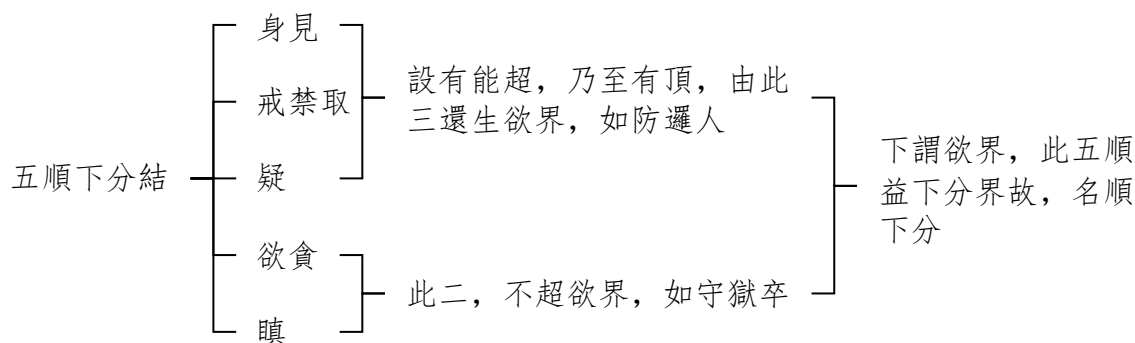 五順下分結
身見
戒禁取
疑
欲貪
瞋
設有能超，乃至有頂，由此
三還生欲界，如防邏人
此二，不超欲界，如守獄卒
下謂欲界，此五順
益下分界故，名順
下分